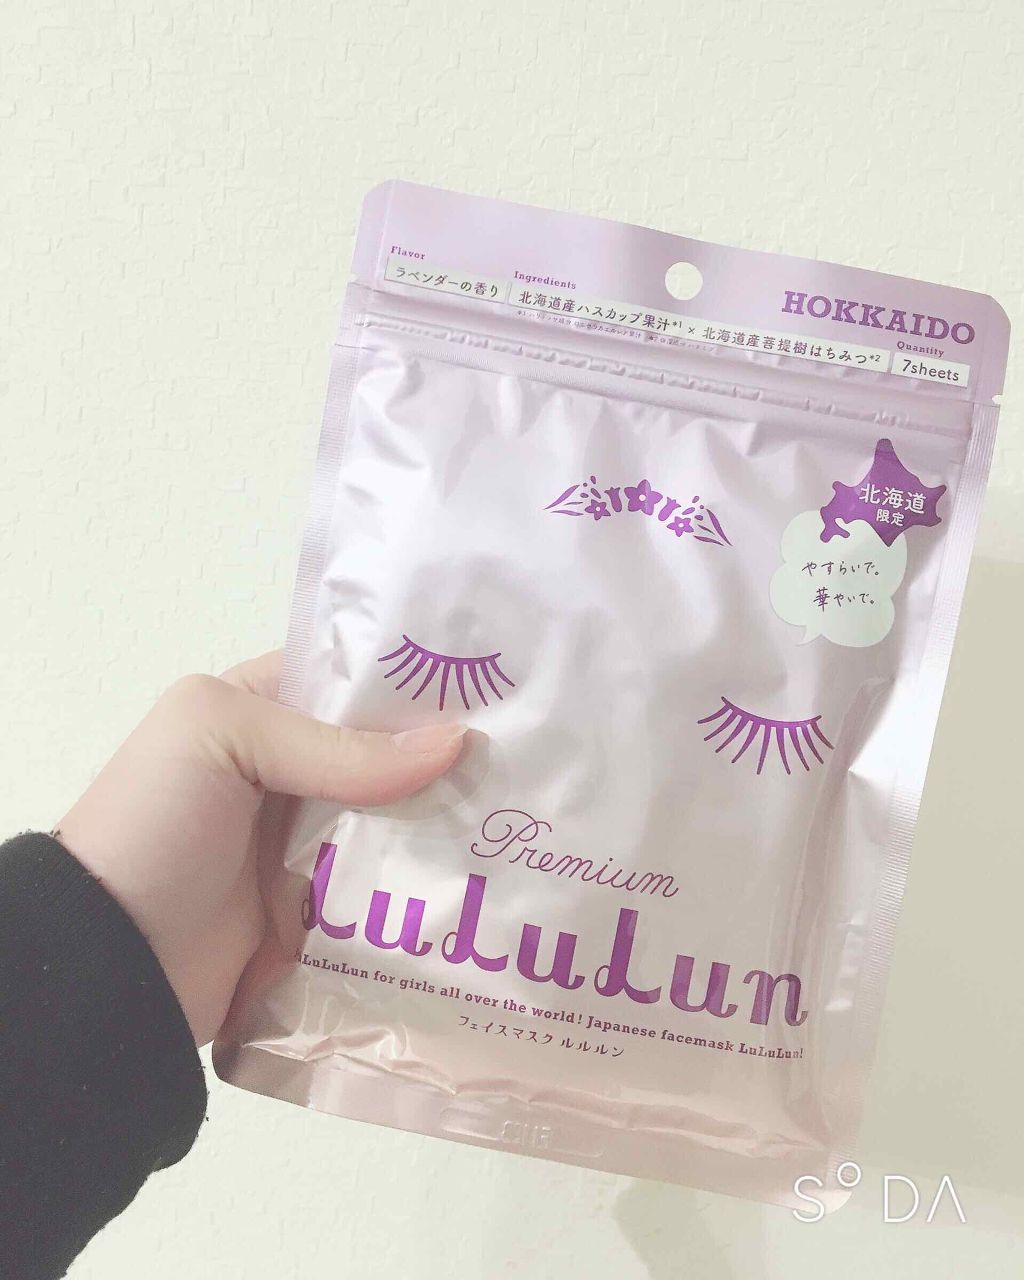 Flavor
ラベンダーの香り
Ingredients
北海道産ハスカップ果汁*1 × 北海道産菩提樹はちみつ*2
HOKKAIDO
Quantity
7sheets
北海道
限定
やすらいで。
華やいで。
Premium
LuLuLun
LuLuLun for girls all over the world! Japanese facemask LuLuLun!
フェイスマスク ルルルン
SODA